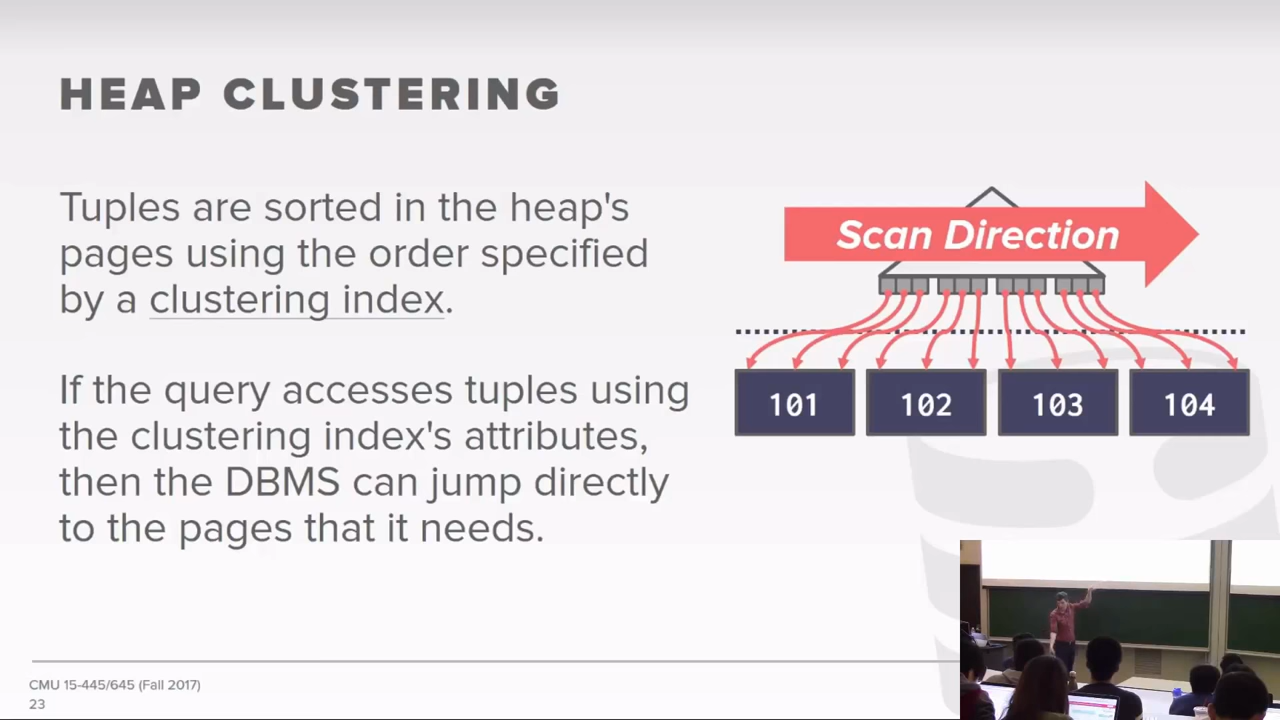 HEAP CLUSTERING
Tuples are sorted in the heap's
pages using the order specified
by a clustering index.
If the query accesses tuples using
the clustering index's attributes,
then the DBMS can jump directly
to the pages that it needs.
Scan Direction
101 102 103 104
CMU 15-445/645 (Fall 2017)
23